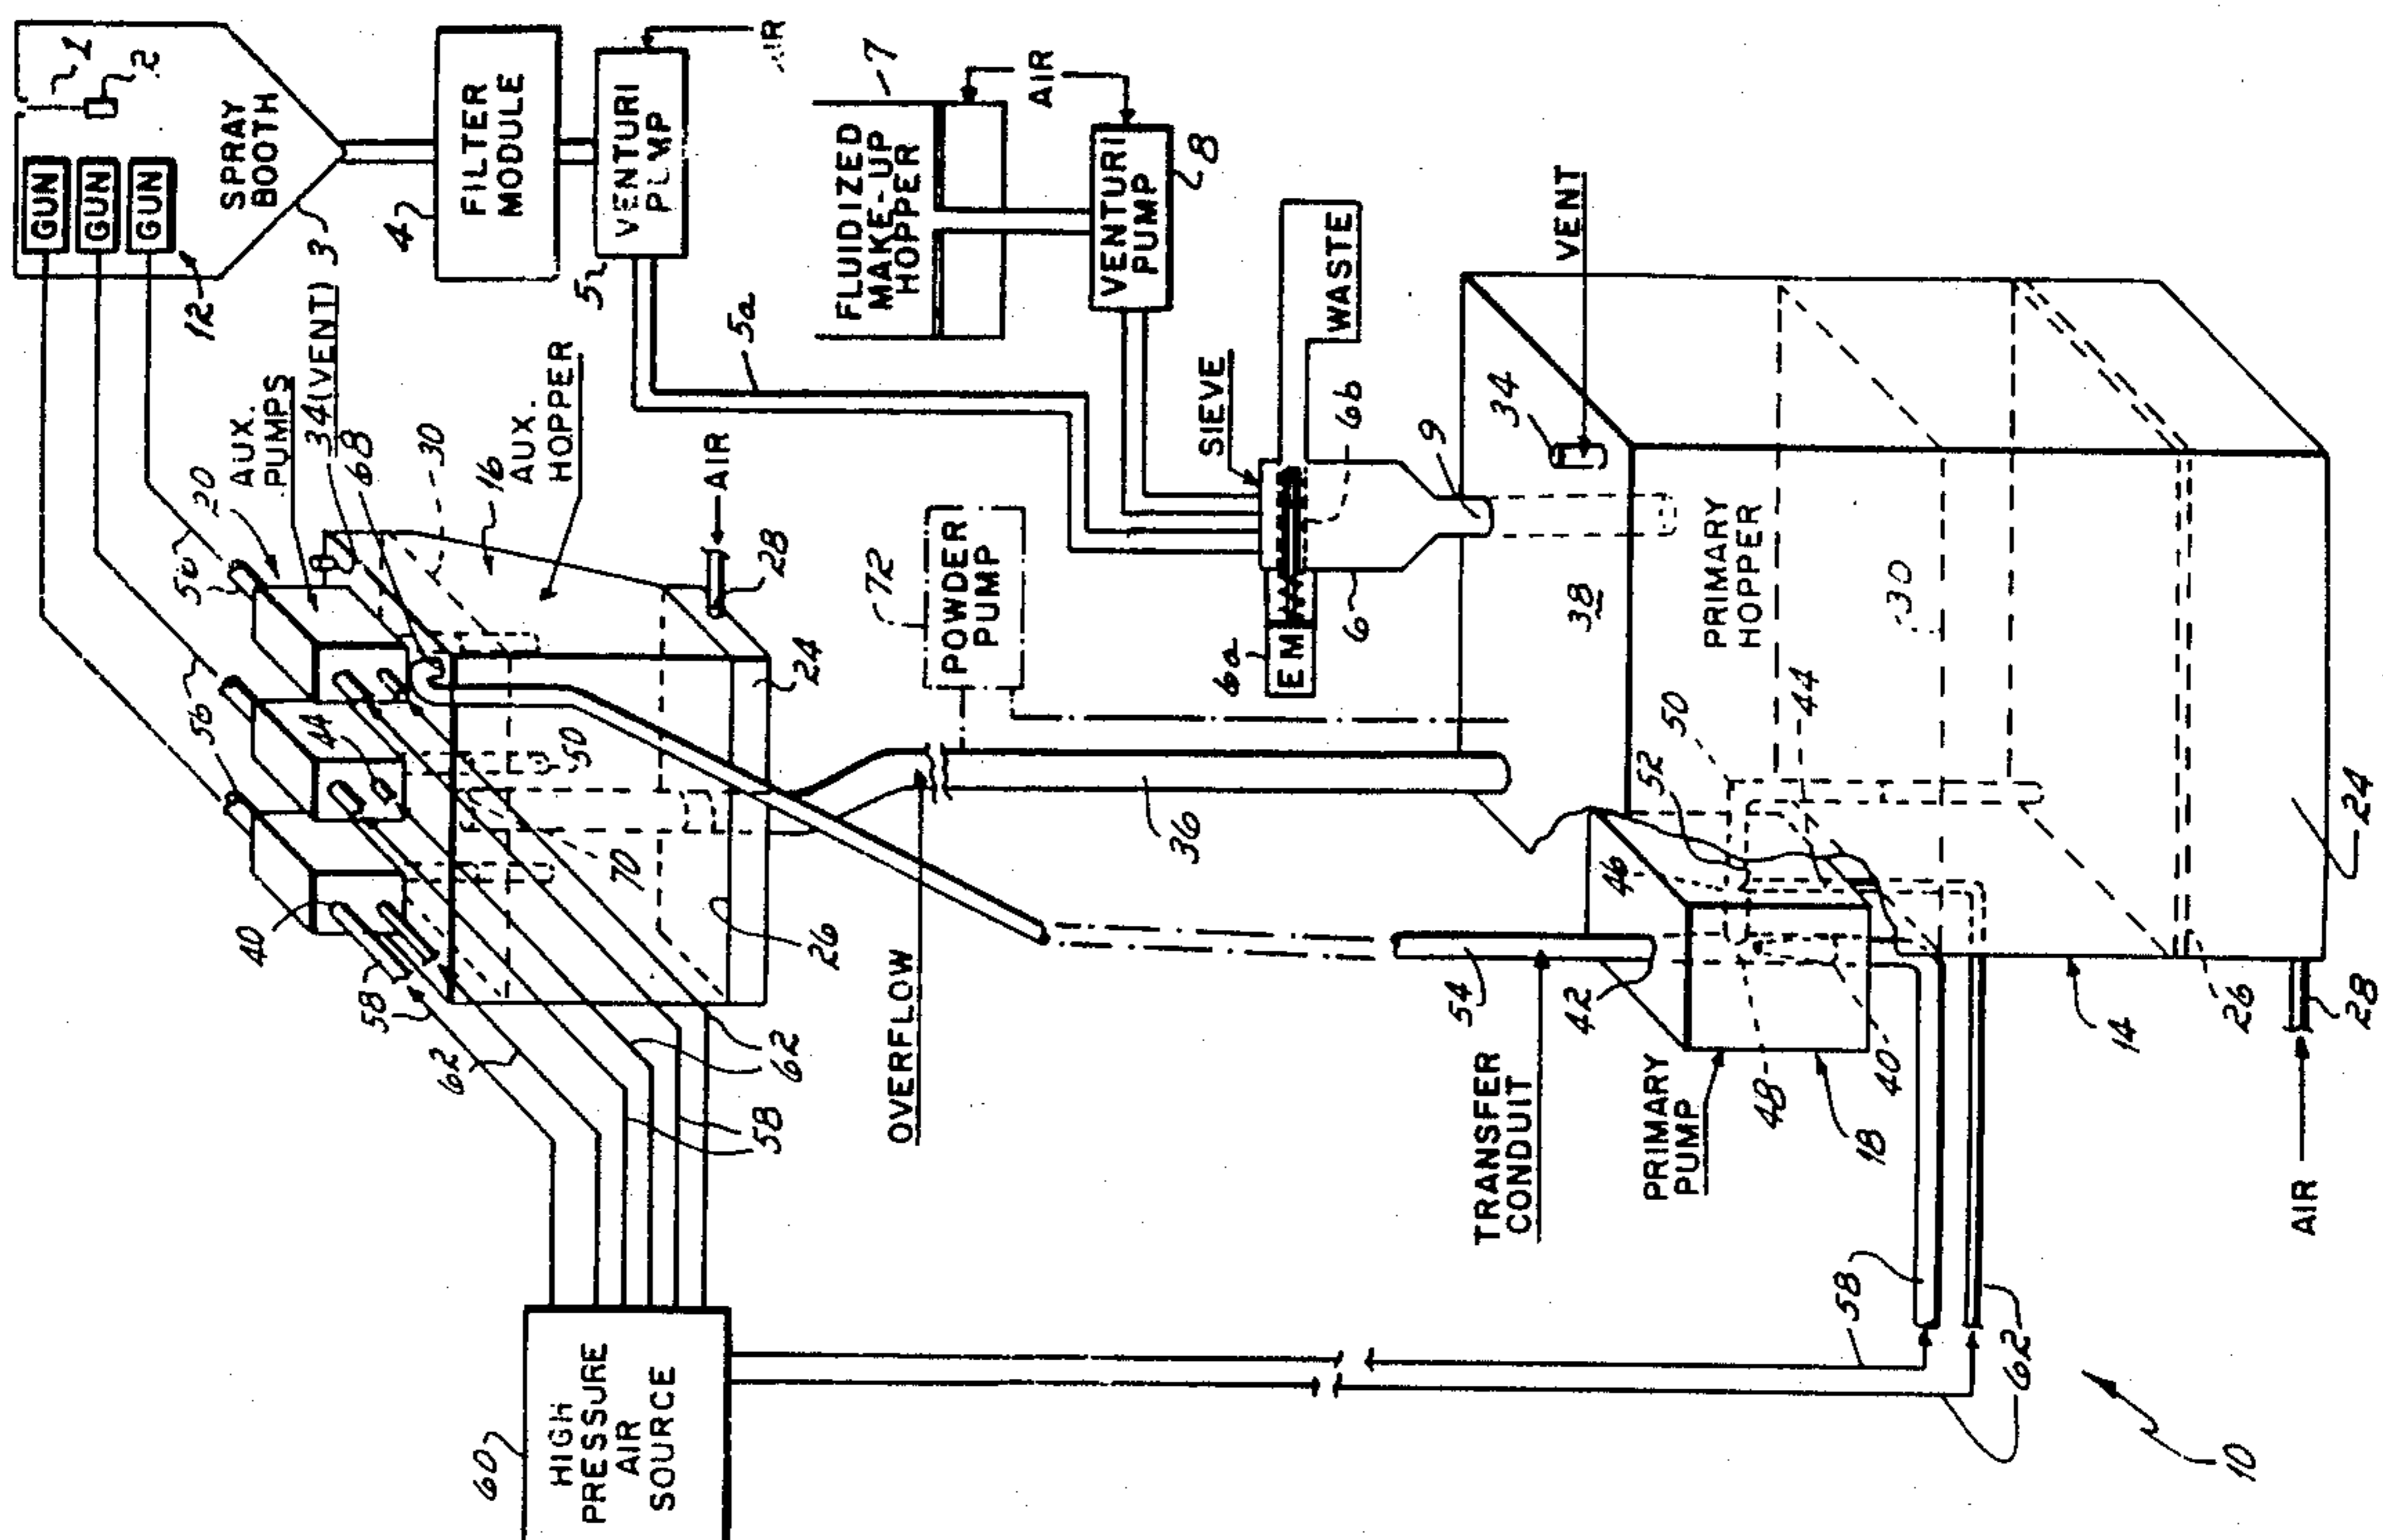 GUN
GUN
GUN
1
2
SPRAY
BOOTH
12
3
4
FILTER
MODULE
5
VENTURI
PUMP
5a
FLUIDIZED
MAKE-UP
HOPPER
7
AIR
VENTURI
PUMP
8
SIEVE
WASTE
6b
6a
E.M
6
9
VENT
34
20
AUX.
PUMPS
34(VENT)
68
30
16
AUX.
HOPPER
AIR
28
24
56
56
44
50
70
26
40
58
58
62
62
58
60
HIGH
PRESSURE
AIR
SOURCE
OVERFLOW
36
72
POWDER
PUMP
TRANSFER
CONDUIT
54
42
PRIMARY
PUMP
18
46
48
40
52
50
44
38
PRIMARY
HOPPER
30
24
14
26
28
AIR
58
62
10